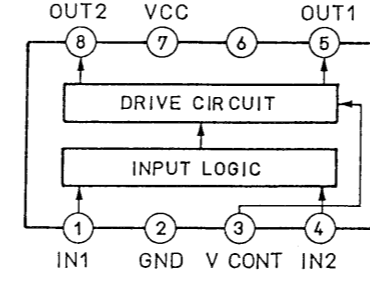 OUT2 VCC OUT1
8 7 6 5
DRIVE CIRCUIT
INPUT LOGIC
1 2 3 4
IN1 GND V CONT IN2